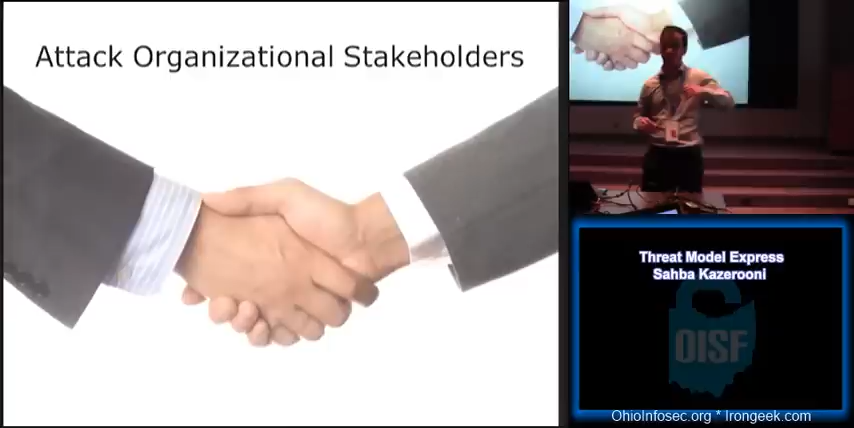 Attack Organizational Stakeholders
Threat Model Express
Sahba Kazerooni
OISF
OhioInfosec.org * Irongeek.com